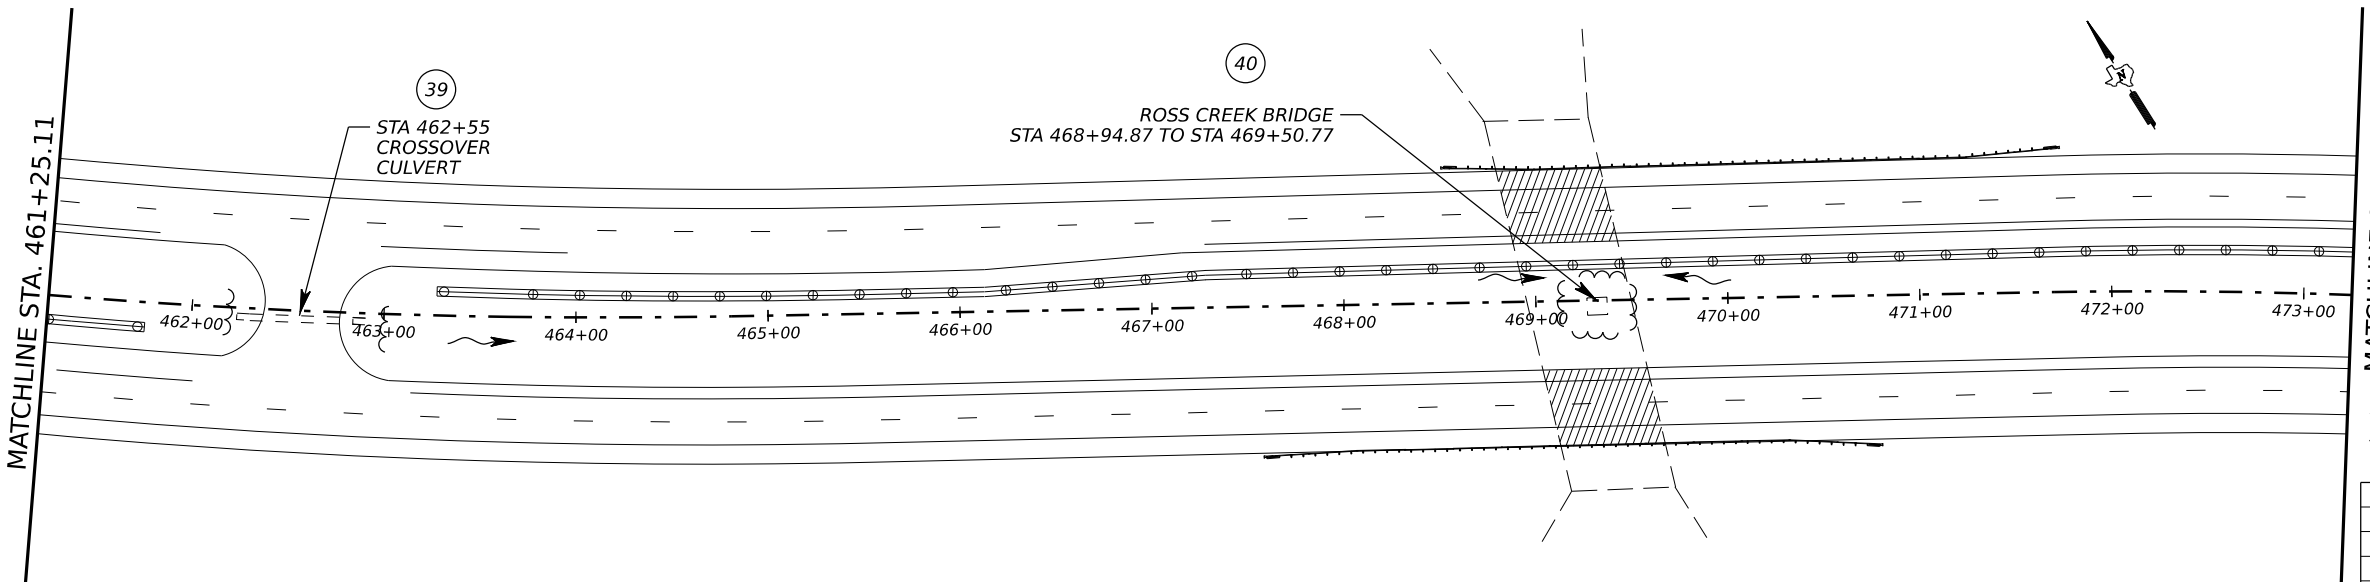 MATCHLINE STA. 461+25.11
39
STA 462+55
CROSSOVER
CULVERT
40
ROSS CREEK BRIDGE
STA 468+94.87 TO STA 469+50.77
N
462+00
463+00
464+00
465+00
466+00
467+00
468+00
469+00
470+00
471+00
472+00
473+00